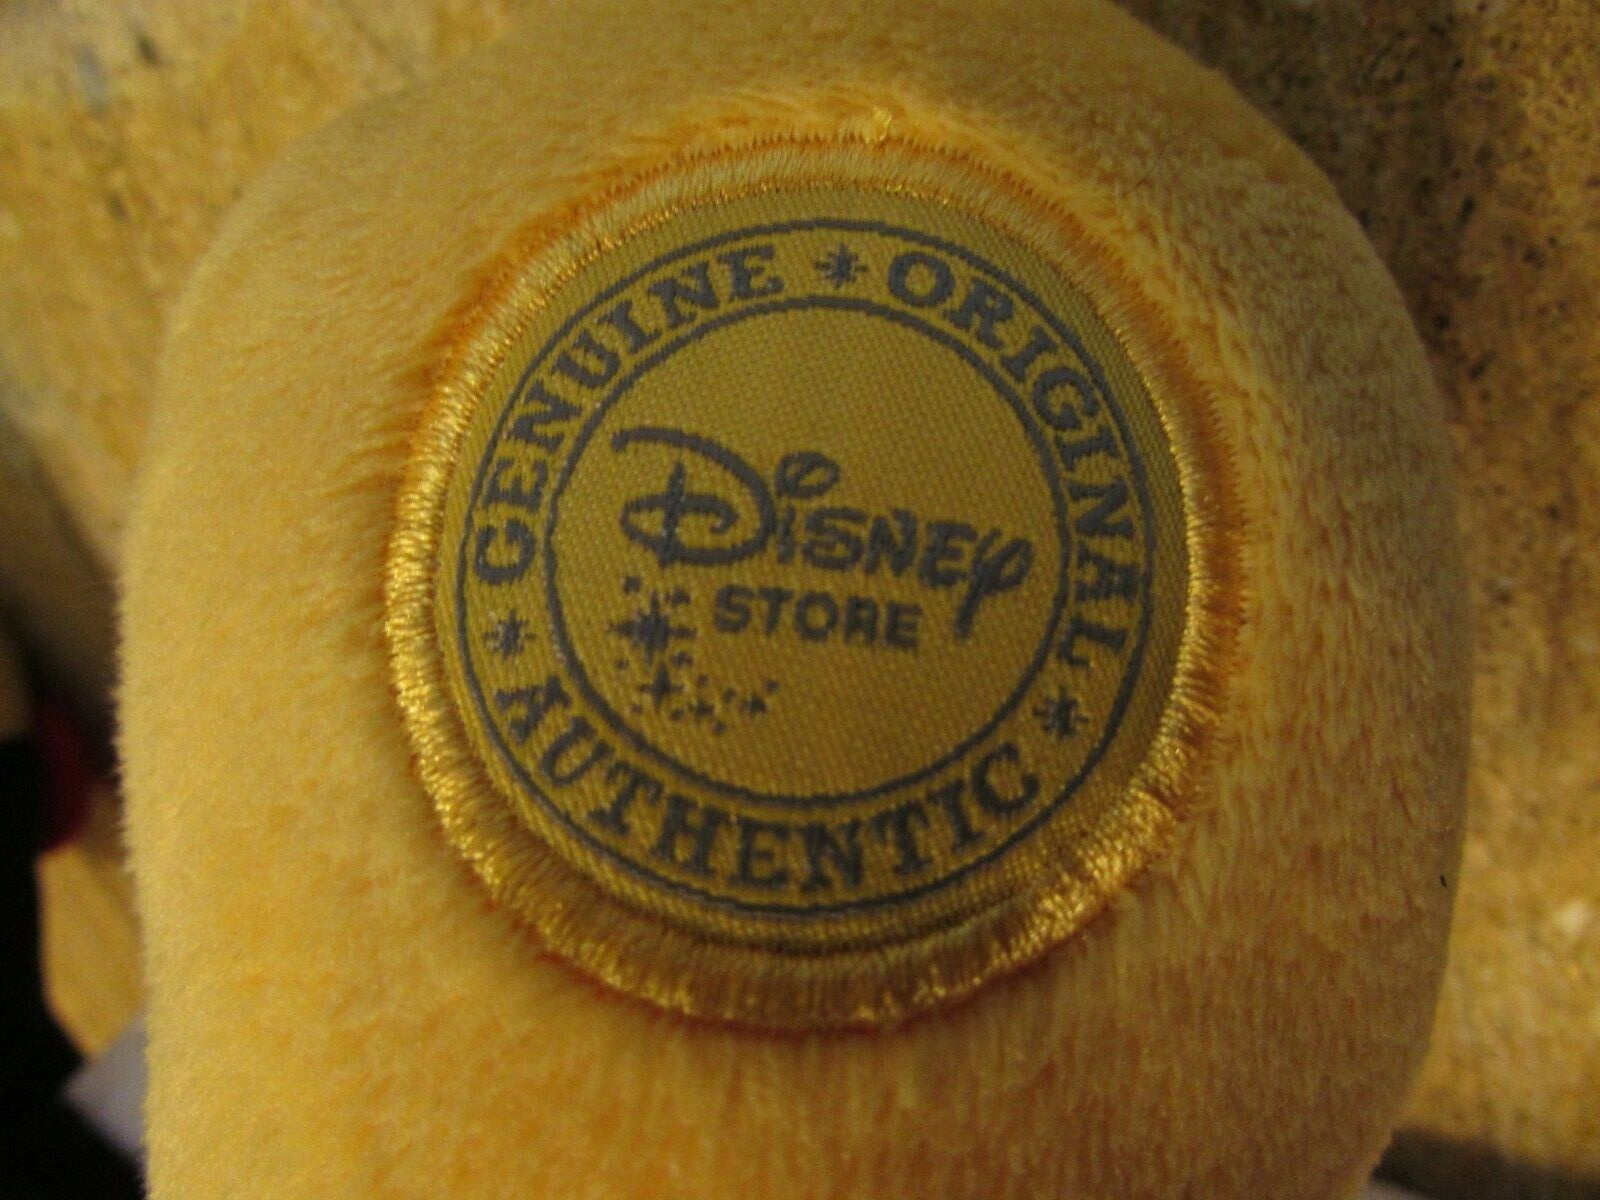 GENUINE * ORIGINAL * AUTHENTIC *
Disney
STORE